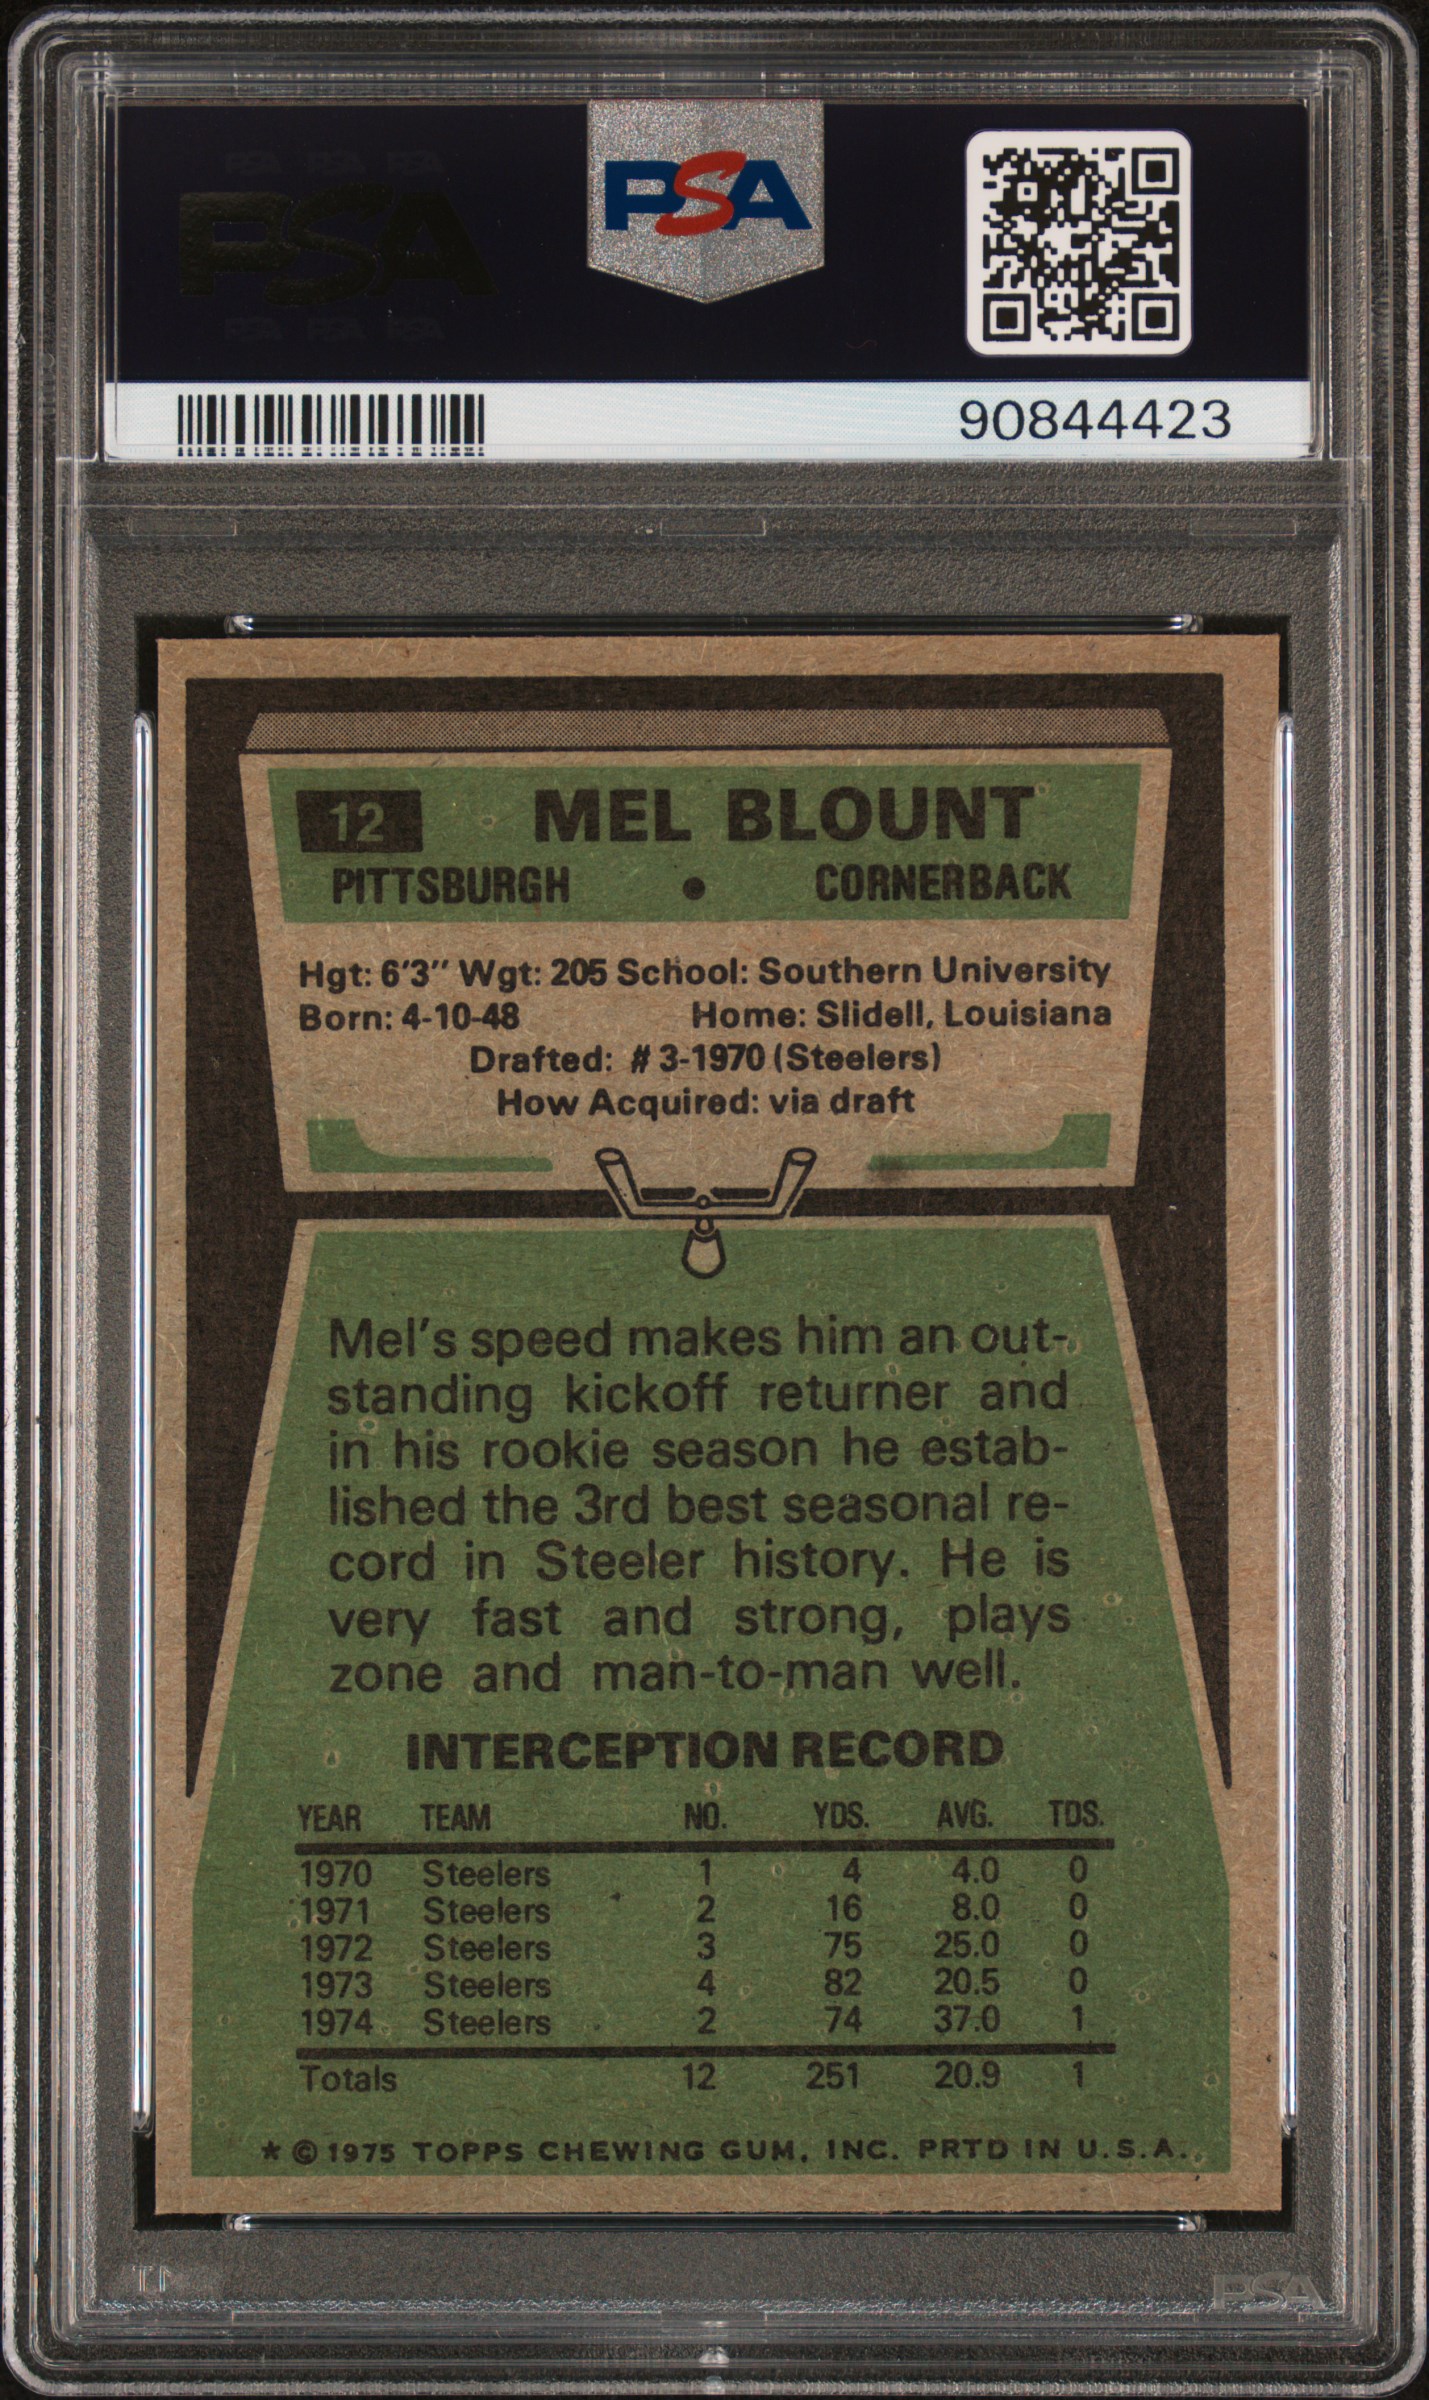 PSA PSA PSA
PSA
PSA
PSA PSA PSA
90844423
12 MEL BLOUNT
PITTSBURGH • CORNERBACK
Hgt: 6'3" Wgt: 205 School: Southern University
Born: 4-10-48 Home: Slidell, Louisiana
Drafted: # 3-1970 (Steelers)
How Acquired: via draft
Mel's speed makes him an out-
standing kickoff returner and
in his rookie season he estab-
lished the 3rd best seasonal re-
cord in Steeler history. He is
very fast and strong, plays
zone and man-to-man well.
INTERCEPTION RECORD
YEAR TEAM NO. YDS. AVG. TDS.
1970 Steelers 1 4 4.0 0
1971 Steelers 2 16 8.0 0
1972 Steelers 3 75 25.0 0
1973 Steelers 4 82 20.5 0
1974 Steelers 2 74 37.0 1
Totals 12 251 20.9 1
* © 1975 TOPPS CHEWING GUM, INC. PRTD IN U.S.A.
PSA